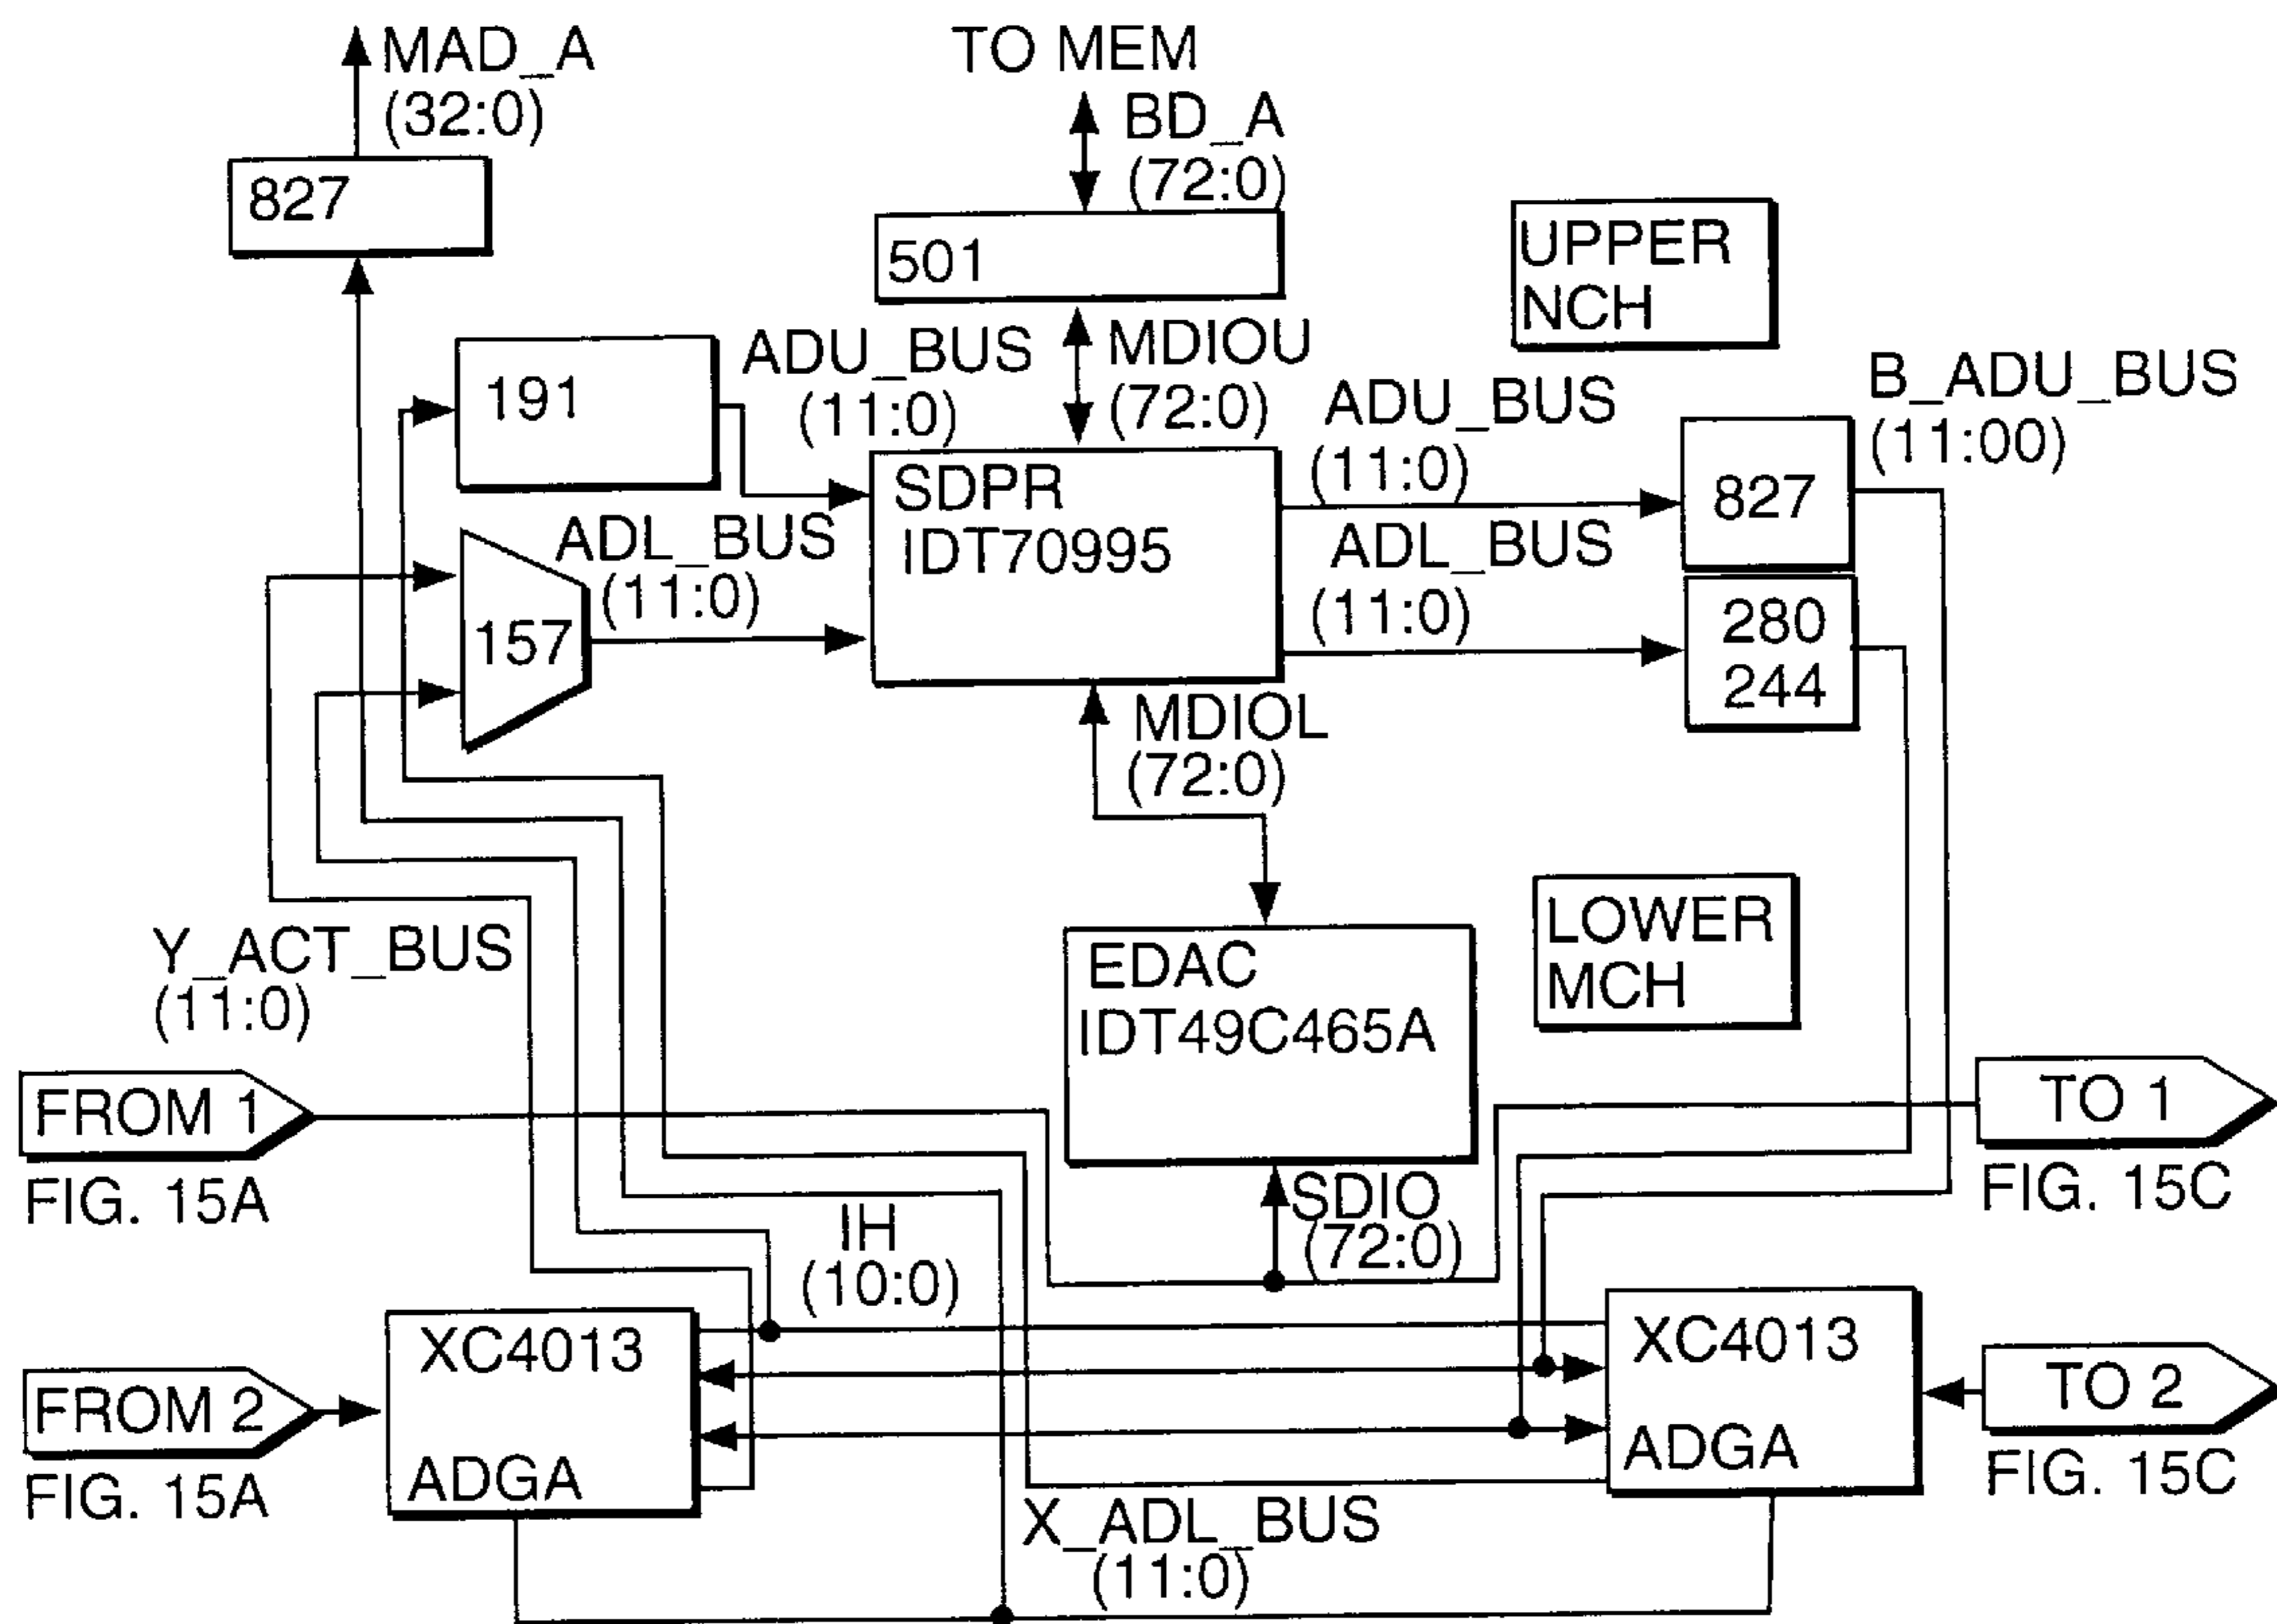 MAD_A
(32:0)
TO MEM
BD_A
(72:0)
827
501
UPPER
NCH
191
ADU_BUS
(11:0)
MDIOU
(72:0)
ADU_BUS
(11:0)
B_ADU_BUS
(11:00)
827
SDPR
IDT70995
ADL_BUS
(11:0)
157
ADL_BUS
(11:0)
280
244
MDIOL
(72:0)
Y_ACT_BUS
(11:0)
EDAC
IDT49C465A
LOWER
MCH
FROM 1
FIG. 15A
TO 1
FIG. 15C
SDIO
(72:0)
IH
(10:0)
XC4013
ADGA
FROM 2
FIG. 15A
XC4013
ADGA
TO 2
FIG. 15C
X_ADL_BUS
(11:0)